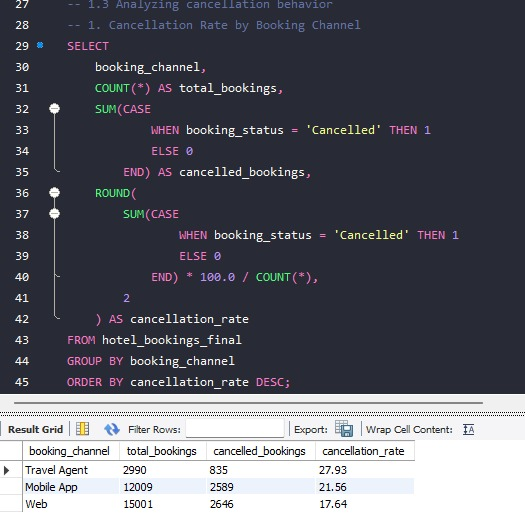 27 -- 1.3 Analyzing cancellation behavior
28 -- 1. Cancellation Rate by Booking Channel
29 SELECT
30 booking_channel,
31 COUNT(*) AS total_bookings,
32 SUM(CASE
33 WHEN booking_status = 'Cancelled' THEN 1
34 ELSE 0
35 END) AS cancelled_bookings,
36 ROUND(
37 SUM(CASE
38 WHEN booking_status = 'Cancelled' THEN 1
39 ELSE 0
40 END) * 100.0 / COUNT(*),
41 2
42 ) AS cancellation_rate
43 FROM hotel_bookings_final
44 GROUP BY booking_channel
45 ORDER BY cancellation_rate DESC;
Result Grid Filter Rows: Export: Wrap Cell Content: IA
booking_channel total_bookings cancelled_bookings cancellation_rate
Travel Agent 2990 835 27.93
Mobile App 12009 2589 21.56
Web 15001 2646 17.64